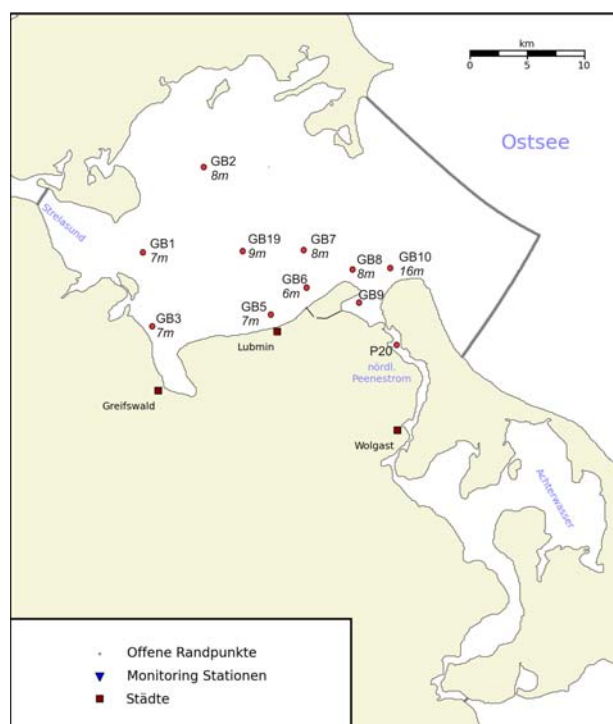 km
0 5 10
Ostsee
GB2
8m
Strelasund
GB1
7m
GB19
9m
GB7
8m
GB8
8m
GB10
16m
GB6
6m
GB9
GB5
7m
GB3
7m
Lubmin
P20
nördl.
Peenestrom
Greifswald
Wolgast
Achterwasser
Offene Randpunkte
Monitoring Stationen
Städte